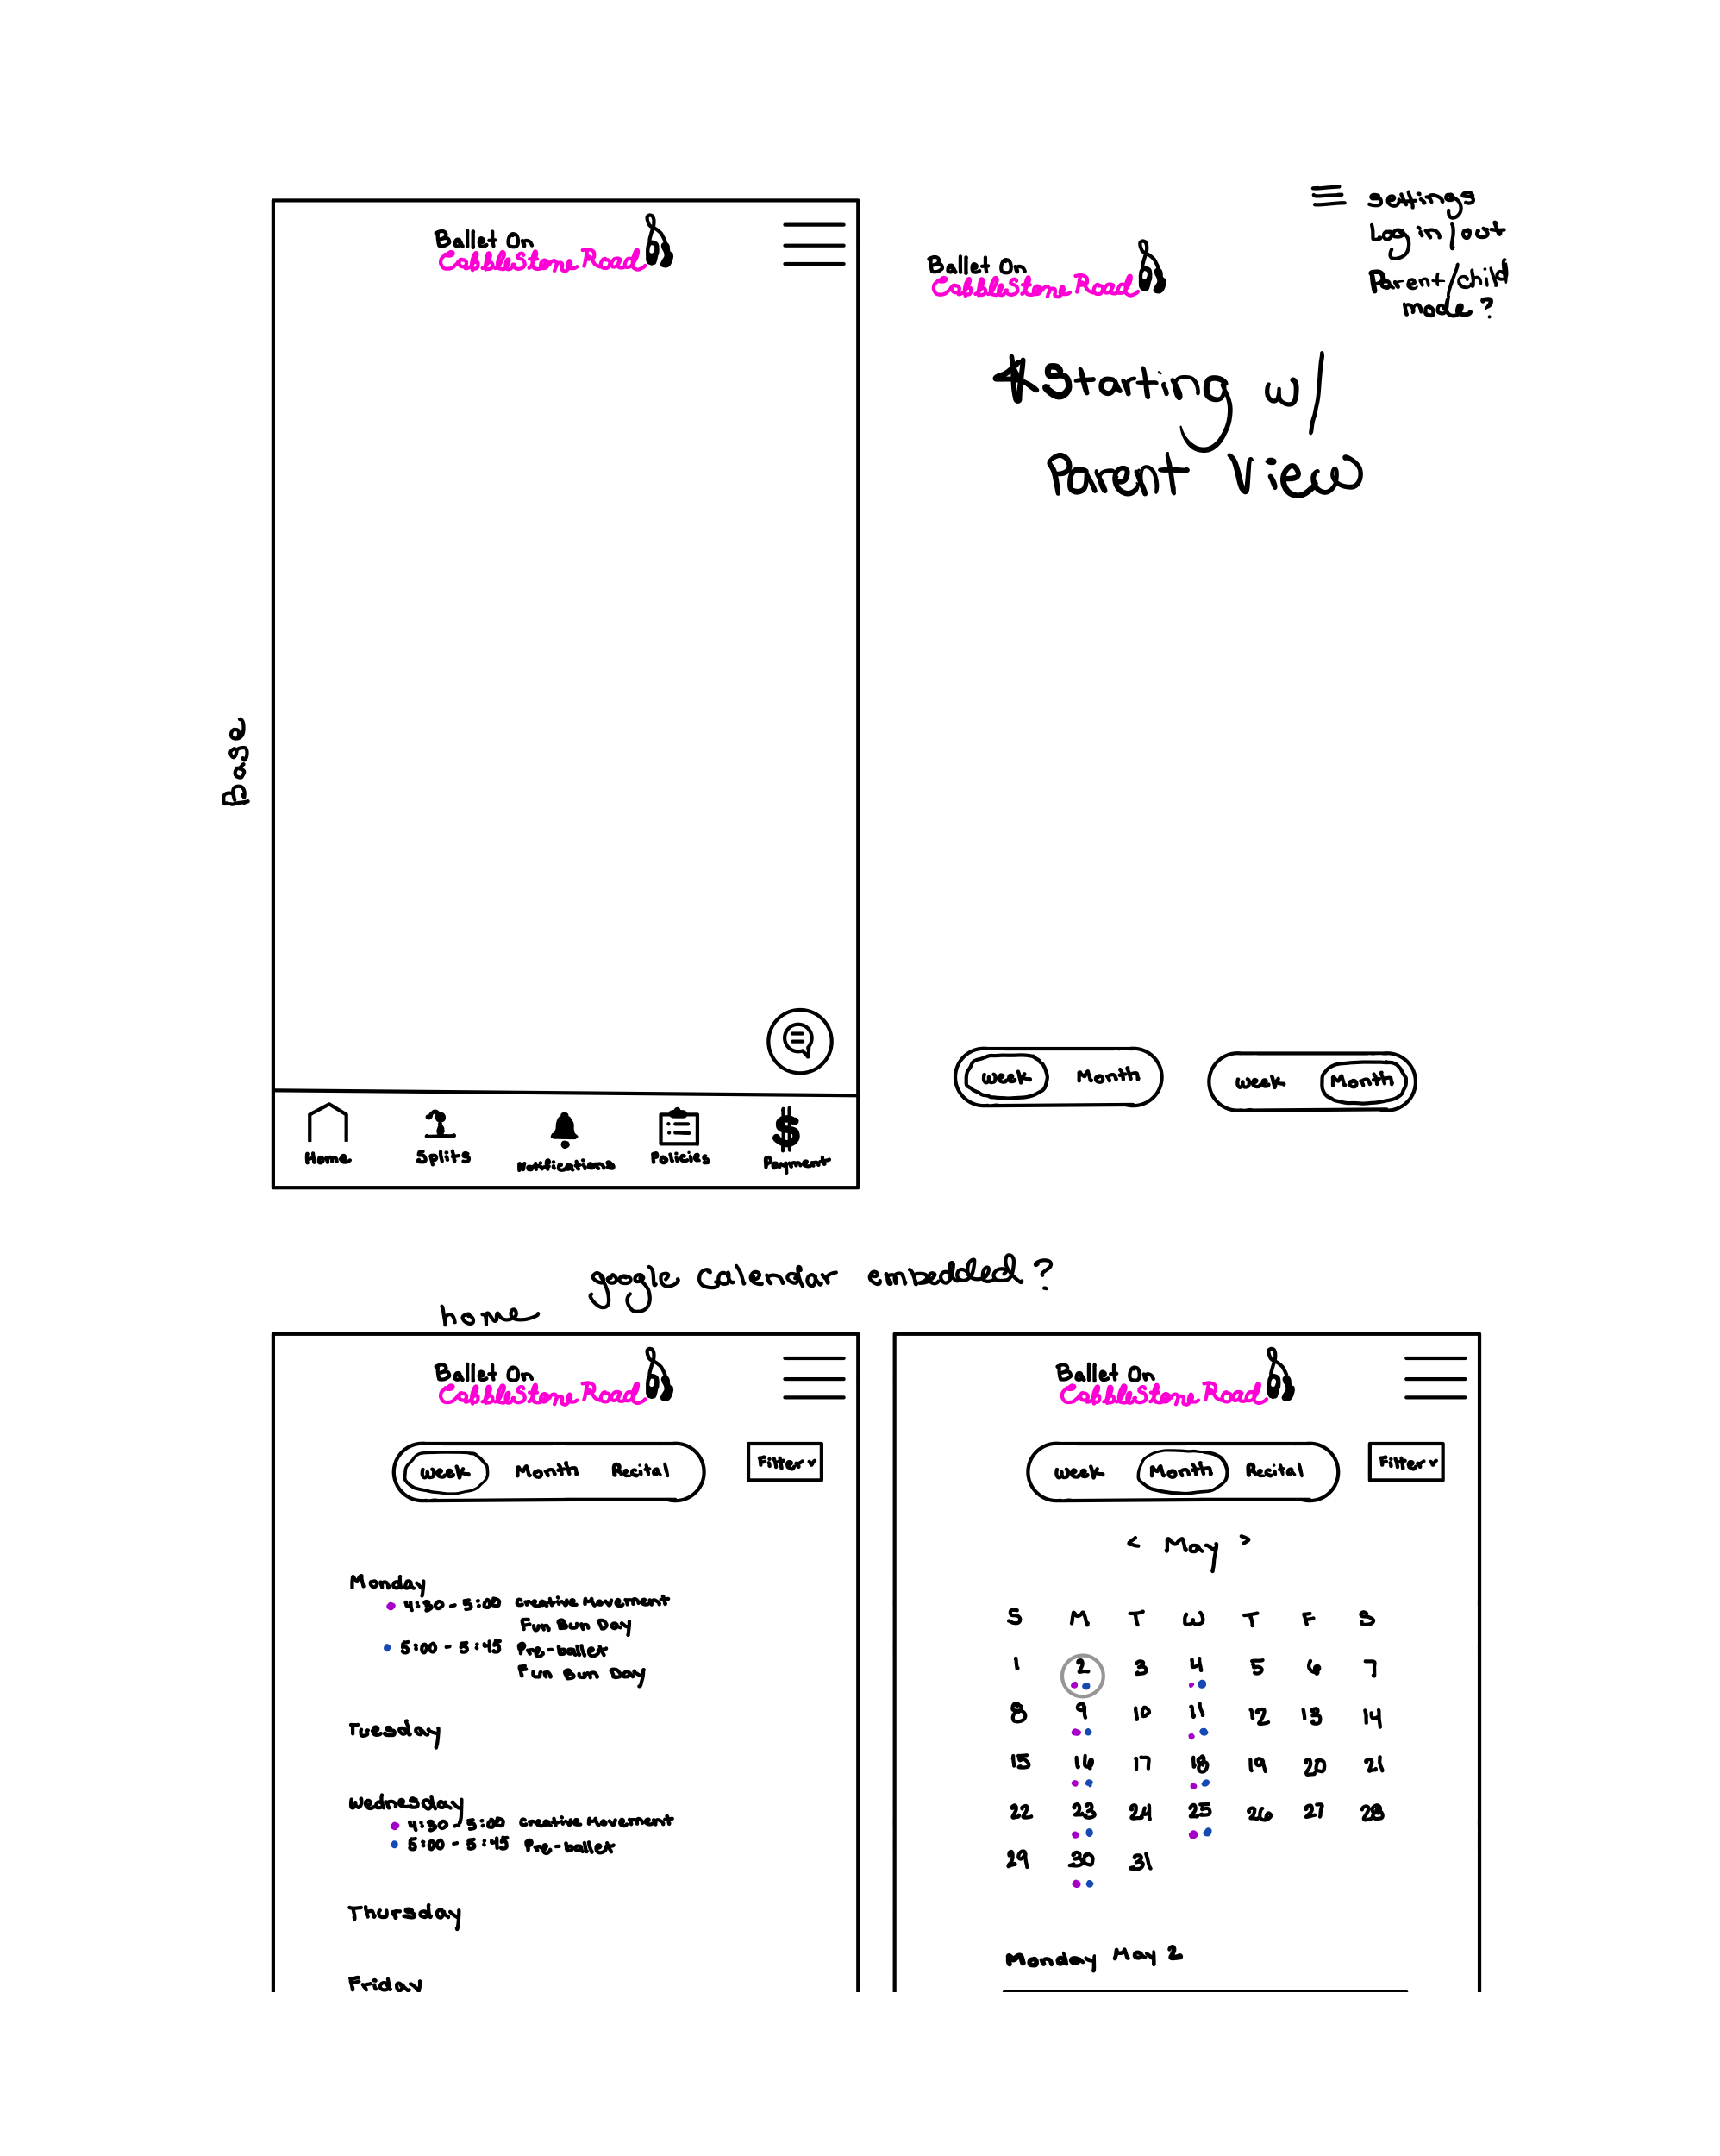 Ballet On
CobbleStone Road
Base
Home
Splits
Notifications
Policies
$
Payment
Ballet On
CobbleStone Road
settings
Log in/out
Parent/child
mode?
*Starting w/
Parent View
Week Month
Week Month
google calendar embedded?
home
Ballet On
CobbleStone Road
Week Month Recital
Filter
Monday
4:30 - 5:00 Creative Movement
Fun Bun Day
5:00 - 5:45 Pre-ballet
Fun Bun Day
Tuesday
Wednesday
4:30 - 5:00 Creative Movement
5:00 - 5:45 Pre-ballet
Thursday
Friday
Ballet On
CobbleStone Road
Week Month Recital
Filter
< May >
S M T W T F S
1 2 3 4 5 6 7
8 9 10 11 12 13 14
15 16 17 18 19 20 21
22 23 24 25 26 27 28
29 30 31
Monday May 2